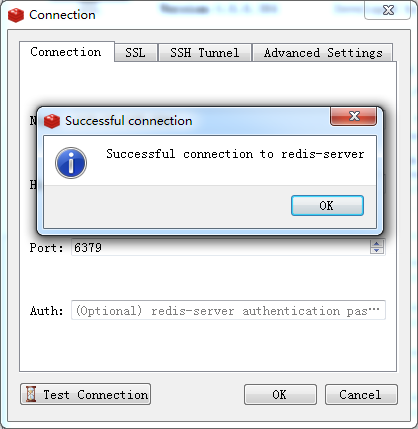 Connection
Connection SSL SSH Tunnel Advanced Settings
Successful connection
Successful connection to redis-server
OK
Port: 6379
Auth: (Optional) redis-server authentication pas…
Test Connection OK Cancel